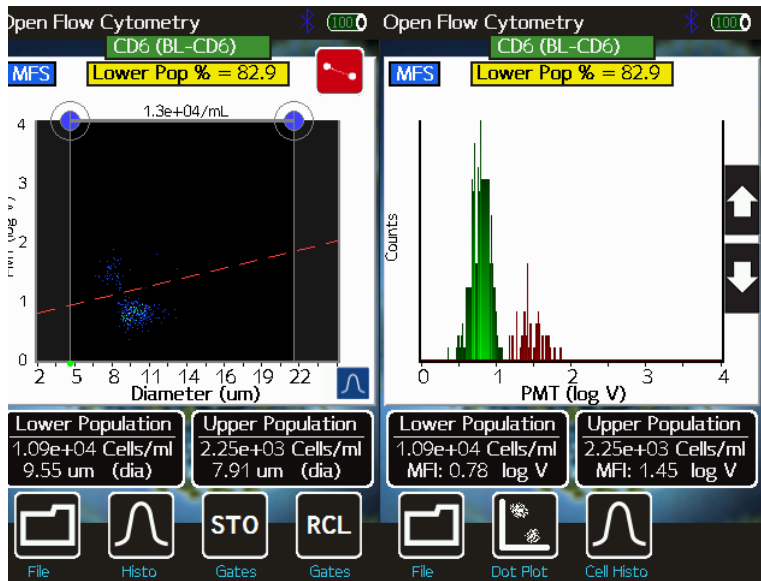 Open Flow Cytometry
100
CD6 (BL-CD6)
MFS
Lower Pop % = 82.9
1.3e+04/mL
4
3
2
1
0
PMT (log V)
2 5 8 11 14 16 19 22
Diameter (um)
Lower Population
1.09e+04 Cells/ml
9.55 um (dia)
Upper Population
2.25e+03 Cells/ml
7.91 um (dia)
File
Histo
STO
Gates
RCL
Gates
Open Flow Cytometry
100
CD6 (BL-CD6)
MFS
Lower Pop % = 82.9
Counts
0 1 2 3 4
PMT (log V)
Lower Population
1.09e+04 Cells/ml
MFI: 0.78 log V
Upper Population
2.25e+03 Cells/ml
MFI: 1.45 log V
File
Dot Plot
Cell Histo